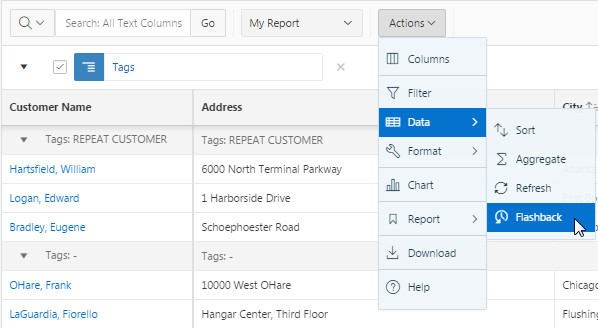 Search: All Text Columns
Go
My Report
Actions
Tags
Columns
Filter
Data
Format
Chart
Report
Download
Help
Sort
Aggregate
Refresh
Flashback
Customer Name
Address
City
Tags: REPEAT CUSTOMER
Tags: REPEAT CUSTOMER
Hartsfield, William
6000 North Terminal Parkway
Logan, Edward
1 Harborside Drive
Bradley, Eugene
Schoephoester Road
Tags: -
Tags: -
OHare, Frank
10000 West OHare
Chicago
LaGuardia, Fiorello
Hangar Center, Third Floor
Flushing